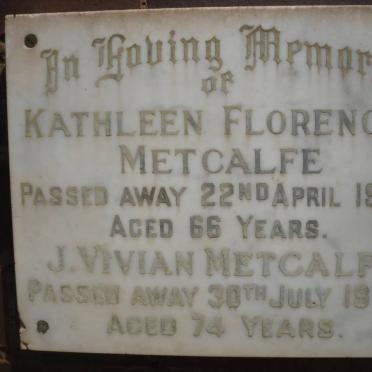 In Loving Memor
of
KATHLEEN FLOREN
METCALFE
PASSED AWAY 22ND APRIL 19
AGED 66 YEARS.
J. VIVIAN METCALF
PASSED AWAY 30TH JULY 19
AGED 74 YEARS.